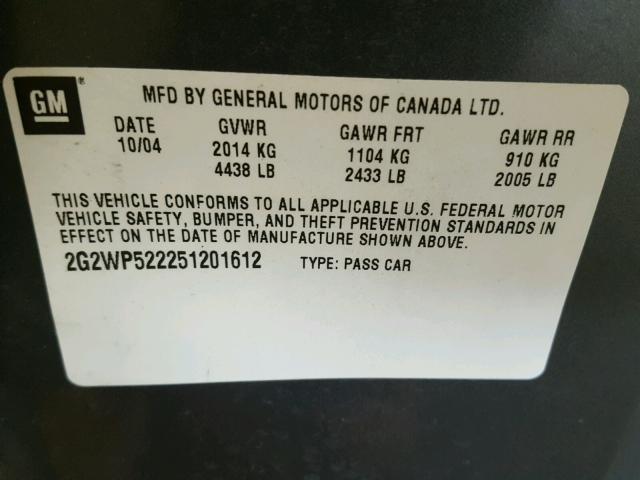 GM ®
MFD BY GENERAL MOTORS OF CANADA LTD.
DATE GVWR GAWR FRT GAWR RR
10/04 2014 KG 1104 KG 910 KG
4438 LB 2433 LB 2005 LB
THIS VEHICLE CONFORMS TO ALL APPLICABLE U.S. FEDERAL MOTOR
VEHICLE SAFETY, BUMPER, AND THEFT PREVENTION STANDARDS IN
EFFECT ON THE DATE OF MANUFACTURE SHOWN ABOVE.
2G2WP522251201612 TYPE: PASS CAR